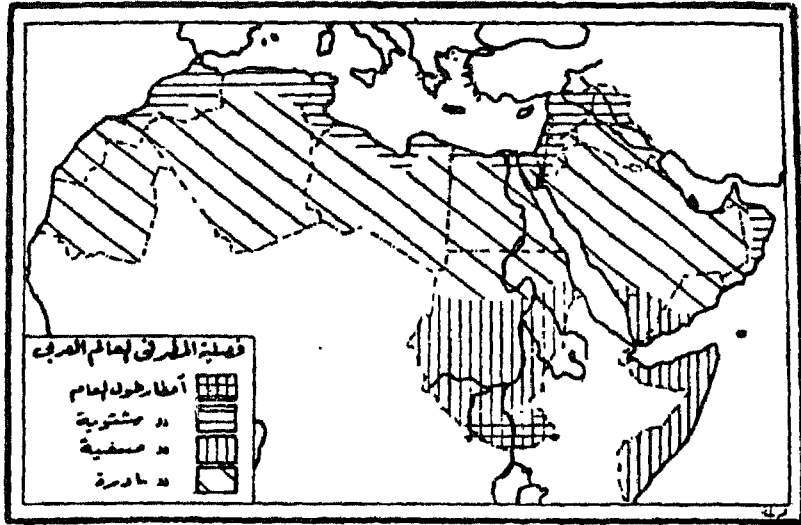 فصلية المطر في العالم العربي
أمطار طول العام
〃 شتوية
〃 صيفية
〃 نادرة